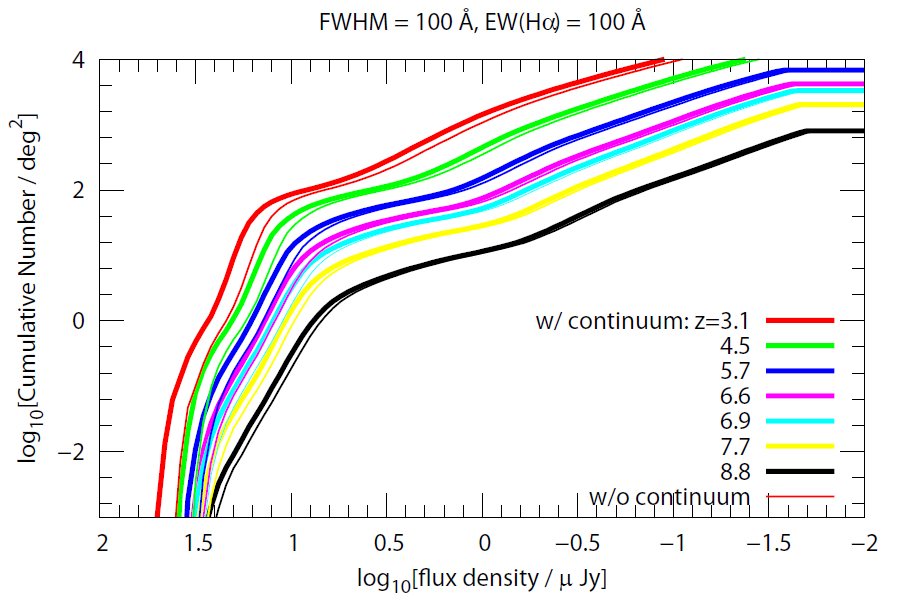 FWHM = 100 Å, EW(Hα) = 100 Å
log10[Cumulative Number / deg2]
4
2
0
−2
w/ continuum: z=3.1
4.5
5.7
6.6
6.9
7.7
8.8
w/o continuum
2 1.5 1 0.5 0 −0.5 −1 −1.5 −2
log10[flux density / μ Jy]